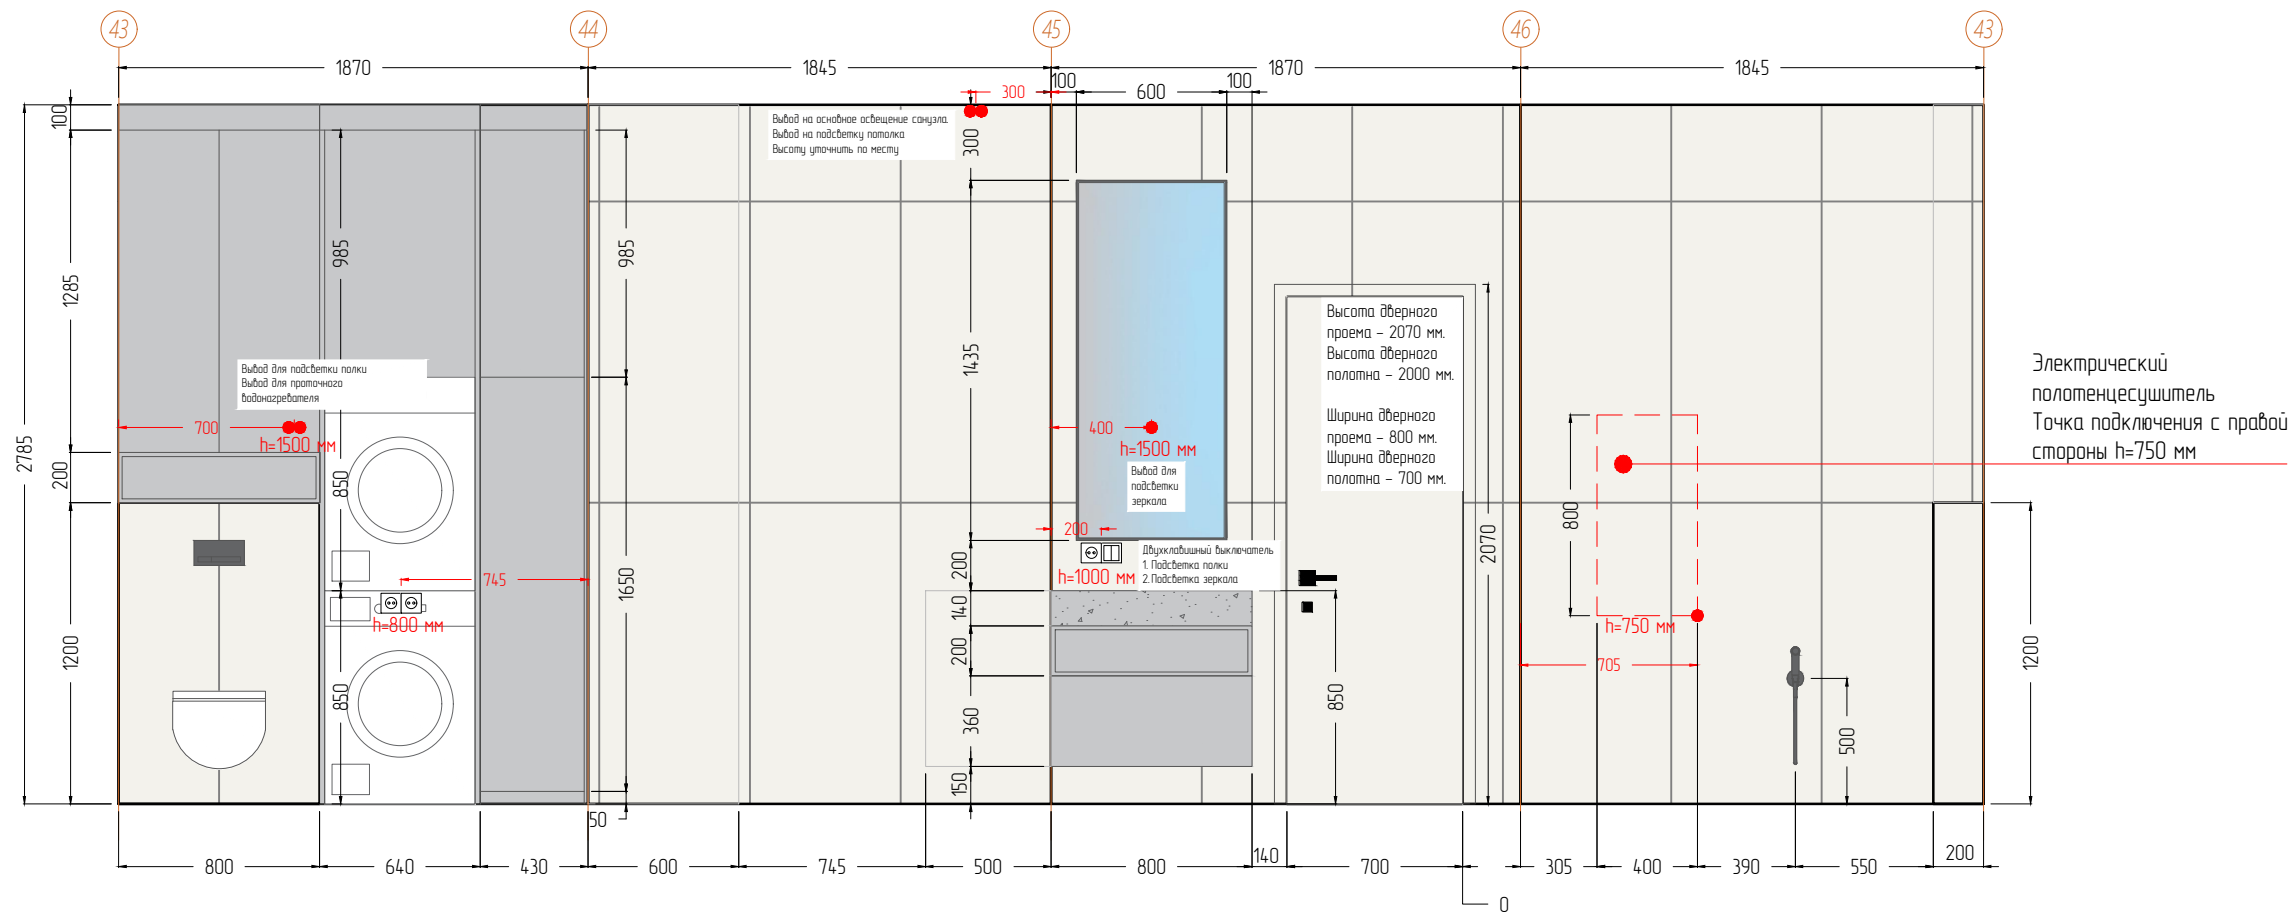 43
44
45
46
43
1870
1845
1870
1845
100
600
100
300
100
Вывод на основное освещение санузла.
Вывод на подсветку потолка
Высоту уточнить по месту
300
985
985
1285
2785
1435
Высота дверного
проема – 2070 мм.
Высота дверного
полотна – 2000 мм.
Ширина дверного
проема – 800 мм.
Ширина дверного
полотна – 700 мм.
Электрический
полотенцесушитель
Точка подключения с правой
стороны h=750 мм
Вывод для подсветки полки
Вывод для проточного
водонагревателя
700
h=1500 мм
400
h=1500 мм
Вывод для
подсветки
зеркала
200
850
800
200
2070
200
Двухклавишный выключатель
1. Подсветка полки
2. Подсветка зеркала
h=1000 мм
745
1650
h=800 мм
140
h=750 мм
705
1200
850
200
360
850
500
1200
150
50
800
640
430
600
745
500
800
140
700
305
400
390
550
200
0